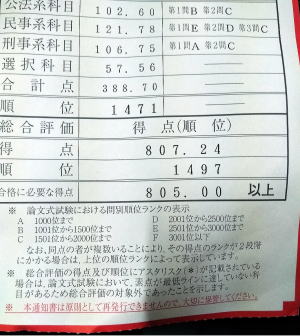 公法系科目 102.60 第1問B 第2問C
民事系科目 121.78 第1問E 第2問D 第3問C
刑事系科目 106.75 第1問A 第2問C
選択科目 57.56
合計点 388.70
順位 1471
総合評価 得点(順位)
得点 807.24
順位 1497
合格に必要な得点 805.00 以上
※ 論文式試験における問別順位ランクの表示
A 1000位まで E 2001位から2500位まで
B 1001位から1500位まで E 2501位から3000位まで
C 1501位から2000位まで F 3001位以下
なお、同点の者が複数いることにより、その得点のランクが2段階
にかかる場合は、上位の順位ランクによって表示しています。
※ 総合評価の得点及び順位にアスタリスク(*)が記載されている
場合は、論文式試験において、素点が最低ラインに達していない科
目があるため総合評価の対象外であったことを示します。
※ 本通知書は原則として再発行できませんので、大切に保管してください。